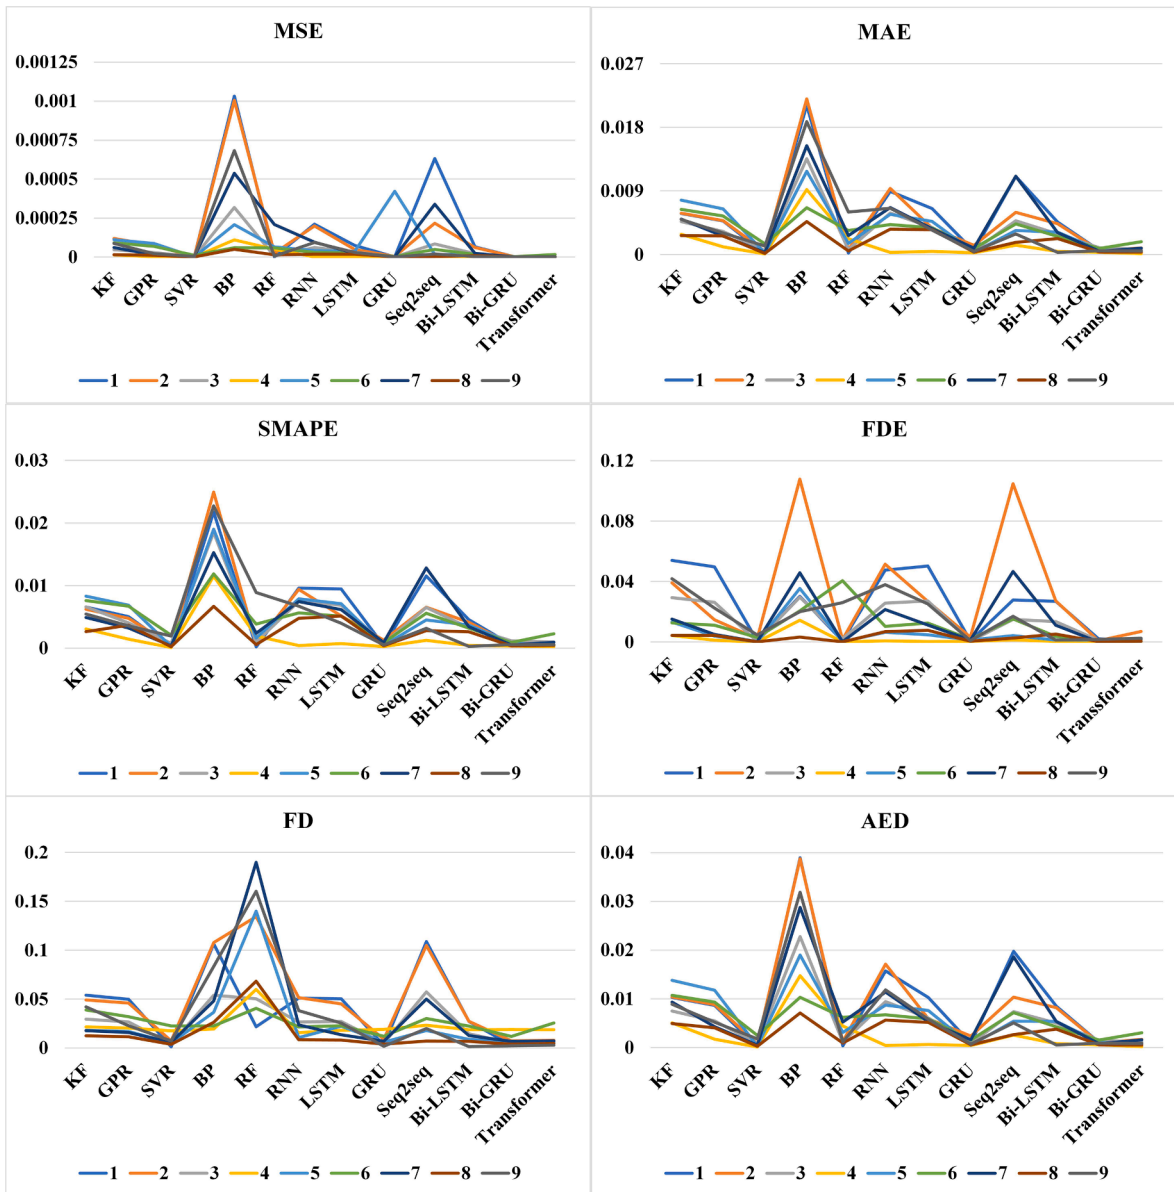 MSE
0.00125
0.001
0.00075
0.0005
0.00025
0
KF GPR SVR BP RF RNN LSTM GRU Seq2seq Bi-LSTM Bi-GRU Transformer
1 2 3 4 5 6 7 8 9
MAE
0.027
0.018
0.009
0
KF GPR SVR BP RF RNN LSTM GRU Seq2seq Bi-LSTM Bi-GRU Transformer
1 2 3 4 5 6 7 8 9
SMAPE
0.03
0.02
0.01
0
KF GPR SVR BP RF RNN LSTM GRU Seq2seq Bi-LSTM Bi-GRU Transformer
1 2 3 4 5 6 7 8 9
FDE
0.12
0.08
0.04
0
KF GPR SVR BP RF RNN LSTM GRU Seq2seq Bi-LSTM Bi-GRU Transsformer
1 2 3 4 5 6 7 8 9
FD
0.2
0.15
0.1
0.05
0
KF GPR SVR BP RF RNN LSTM GRU Seq2seq Bi-LSTM Bi-GRU Transformer
1 2 3 4 5 6 7 8 9
AED
0.04
0.03
0.02
0.01
0
KF GPR SVR BP RF RNN LSTM GRU Seq2seq Bi-LSTM Bi-GRU Transformer
1 2 3 4 5 6 7 8 9